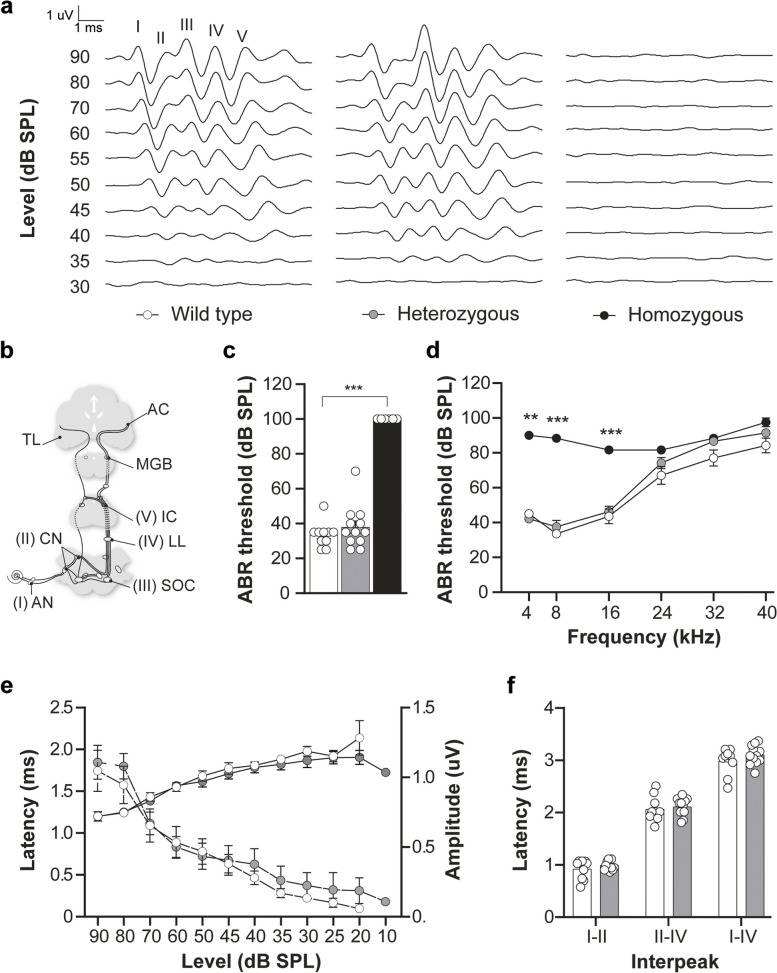 a
1 uV
1 ms
I II III IV V
Level (dB SPL)
90
80
70
60
55
50
45
40
35
30
Wild type Heterozygous Homozygous
b
AC
TL
MGB
(V) IC
(II) CN
(IV) LL
(III) SOC
(I) AN
c
ABR threshold (dB SPL)
120
100
80
60
40
20
0
***
d
ABR threshold (dB SPL)
120
100
80
60
40
20
0
** *** ***
4 8 16 24 32 40
Frequency (kHz)
e
Latency (ms)
2.5
2.0
1.5
1.0
0.5
0
1.5
1.0
0.5
0.
Amplitude (uV)
90 80 70 60 50 45 40 35 30 25 20 10
Level (dB SPL)
f
Latency (ms)
4
3
2
1
0
I-II II-IV I-IV
Interpeak